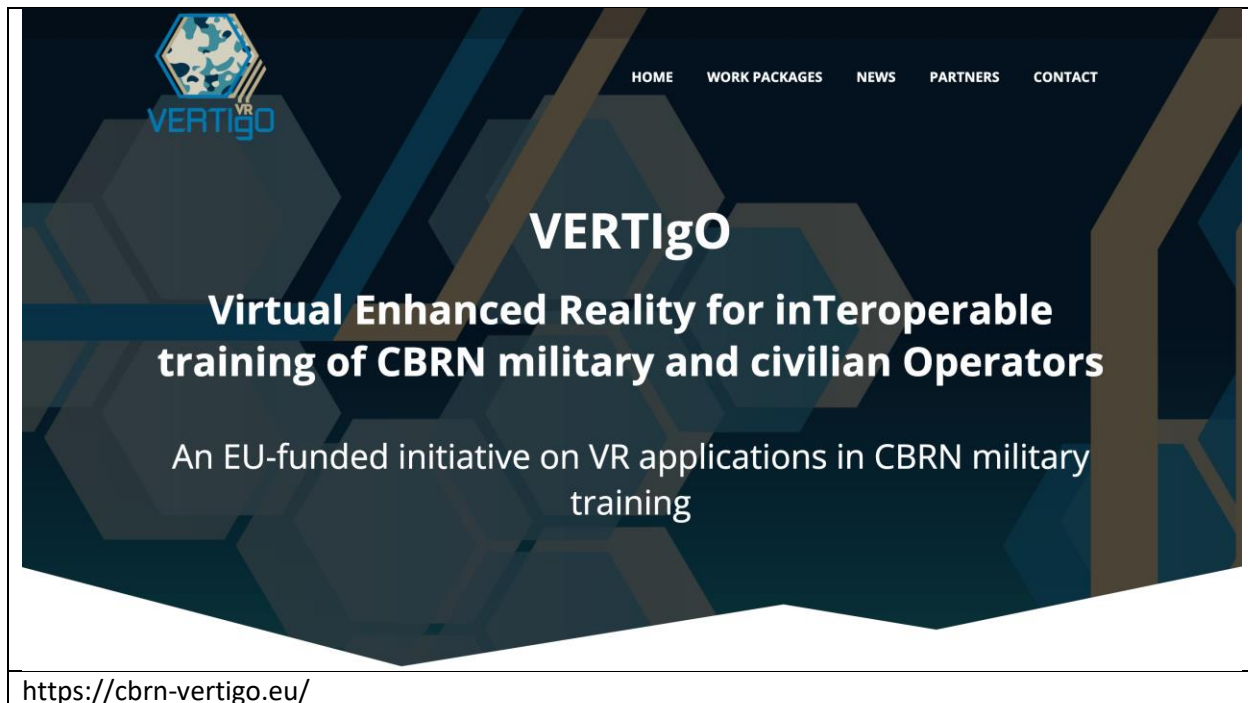 VR
VERTIgO
HOME WORK PACKAGES NEWS PARTNERS CONTACT
VERTIgO
Virtual Enhanced Reality for inTeroperable
training of CBRN military and civilian Operators
An EU-funded initiative on VR applications in CBRN military
training
https://cbrn-vertigo.eu/